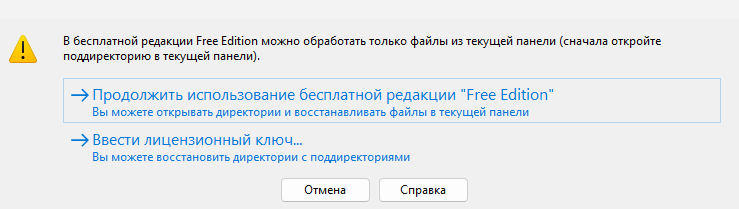 В бесплатной редакции Free Edition можно обработать только файлы из текущей панели (сначала откройте
поддиректорию в текущей панели).
Продолжить использование бесплатной редакции "Free Edition"
Вы можете открывать директории и восстанавливать файлы в текущей панели
Ввести лицензионный ключ...
Вы можете восстановить директории с поддиректориями
Отмена
Справка